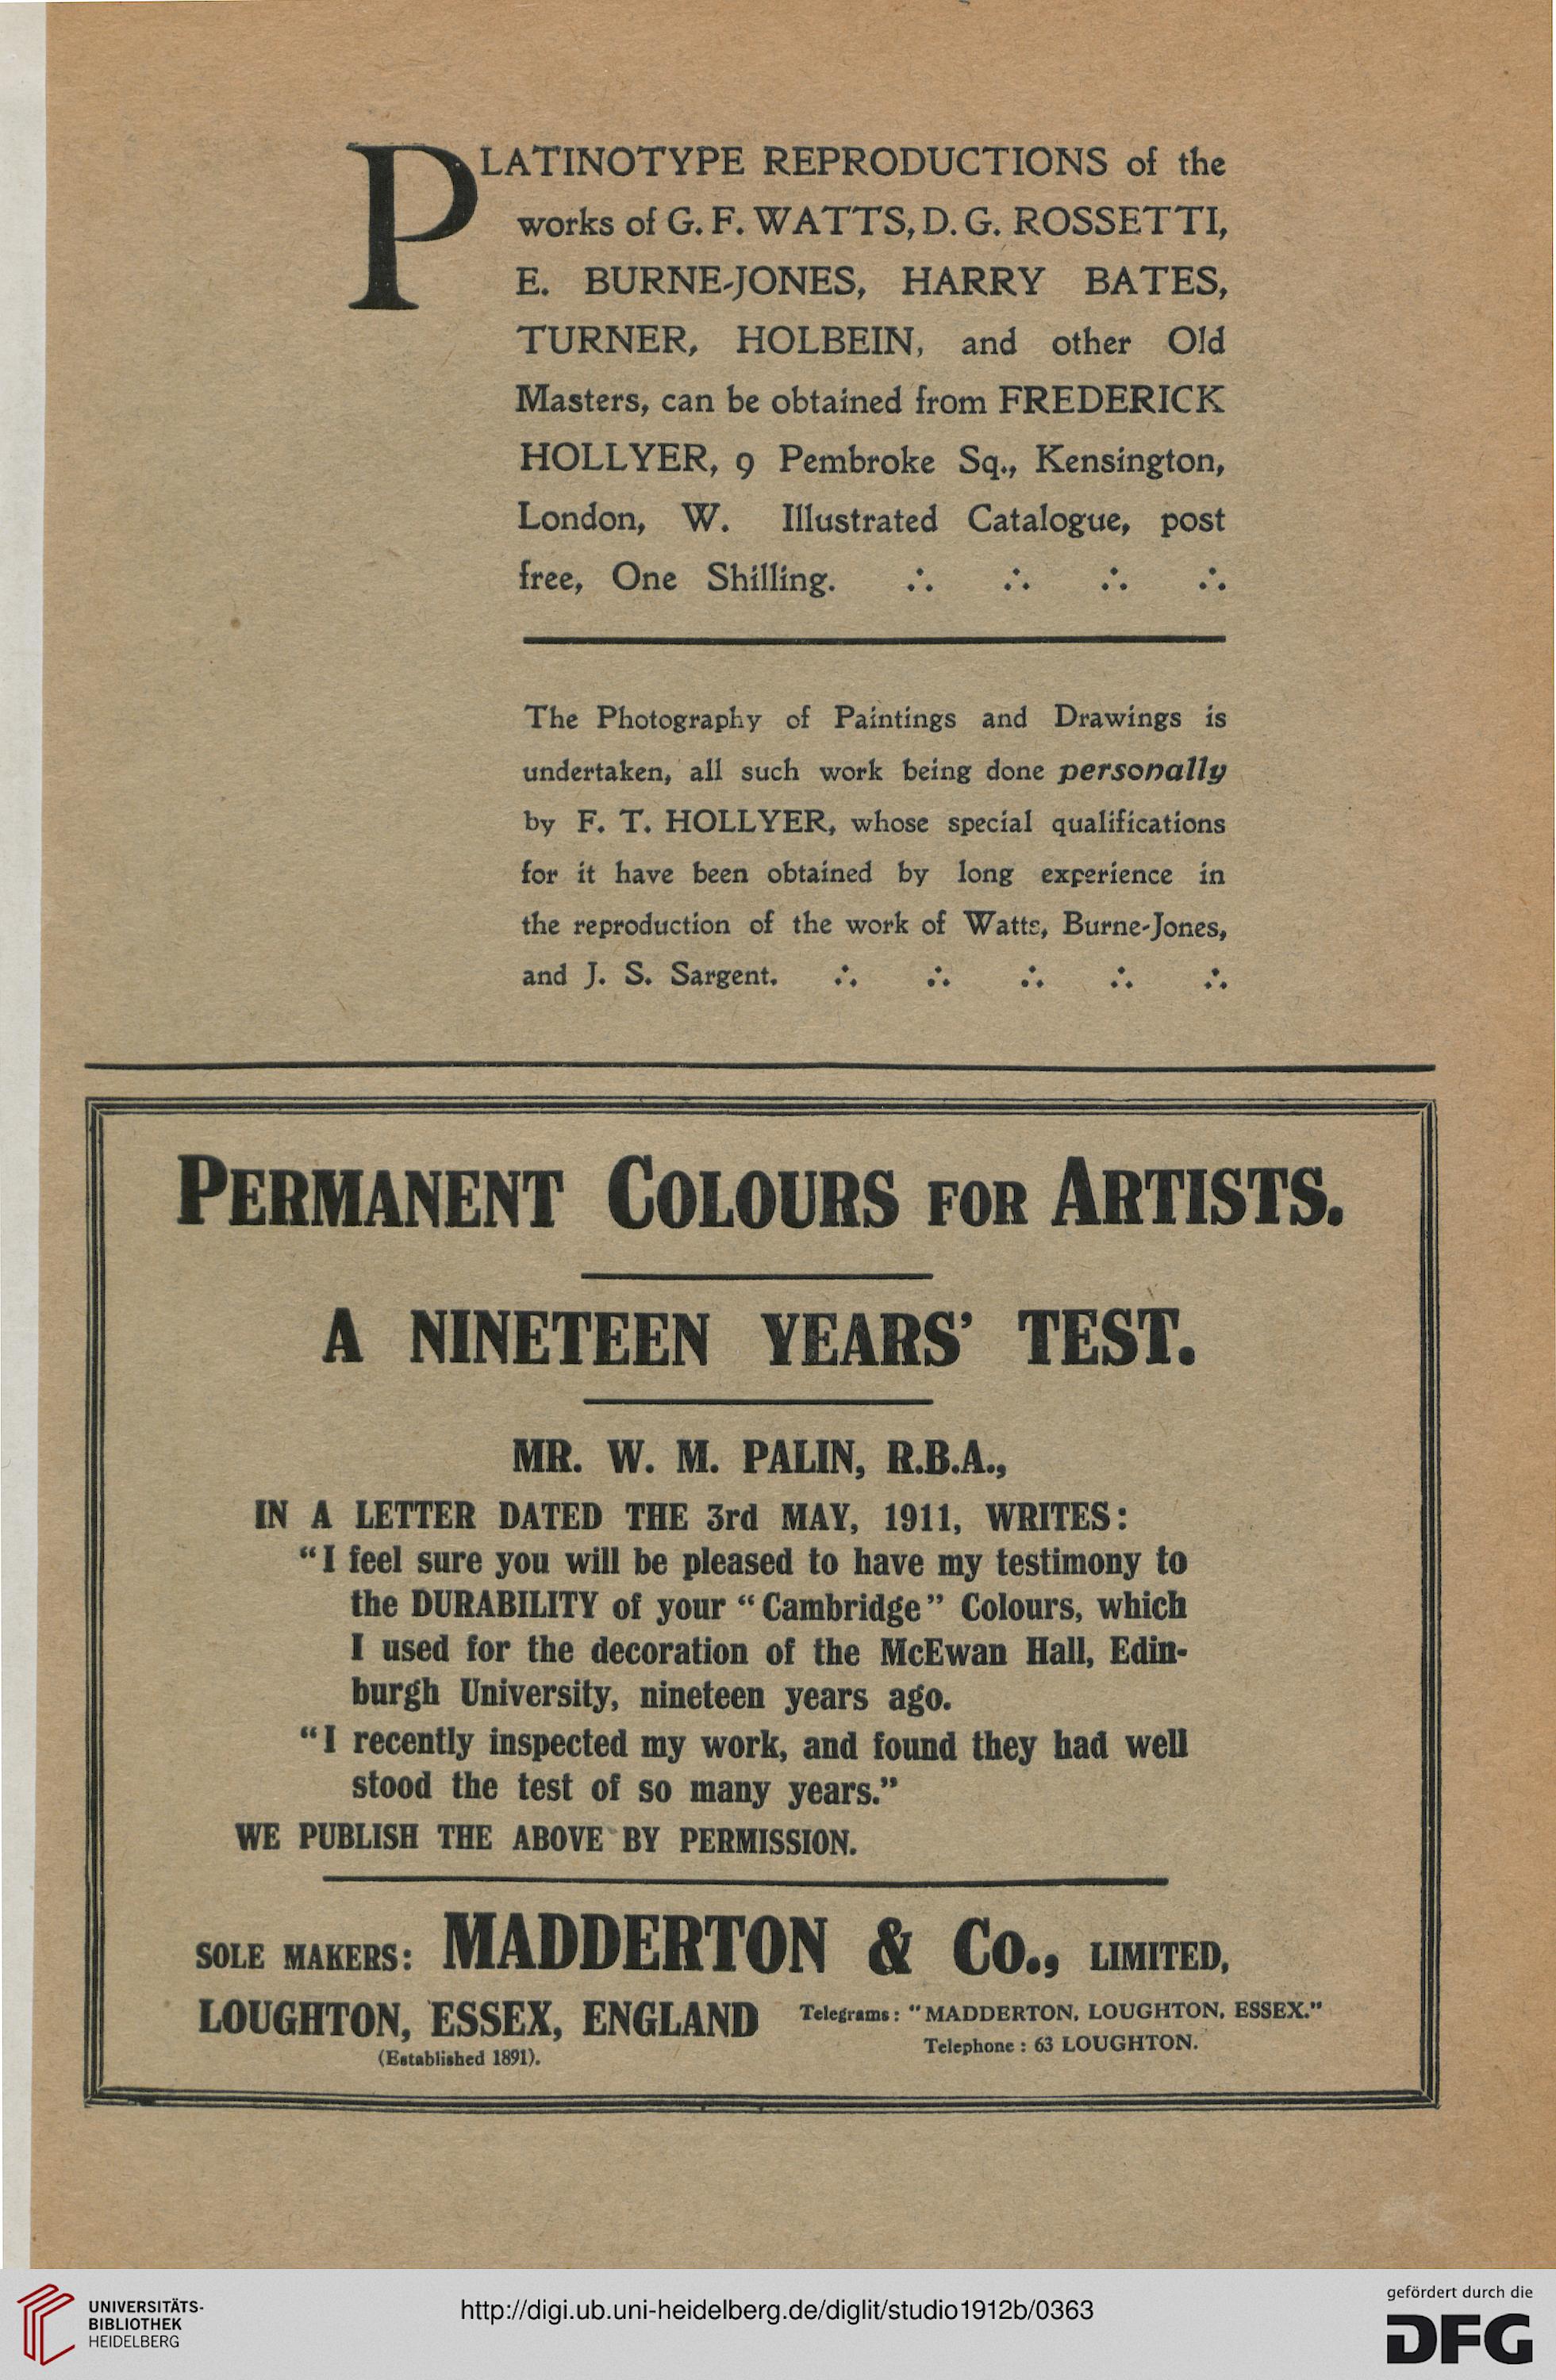 PLATINOTYPE REPRODUCTIONS of the
works of G. F. WATTS, D. G. ROSSETTI,
E. BURNE-JONES, HARRY BATES,
TURNER, HOLBEIN, and other Old
Masters, can be obtained from FREDERICK
HOLLYER, 9 Pembroke Sq., Kensington,
London, W. Illustrated Catalogue, post
free, One Shilling. ∴ ∴ ∴ ∴
The Photography of Paintings and Drawings is
undertaken, all such work being done personally
by F. T. HOLLYER, whose special qualifications
for it have been obtained by long experience in
the reproduction of the work of Watts, Burne-Jones,
and J. S. Sargent. ∴ ∴ ∴ ∴ ∴
PERMANENT COLOURS FOR ARTISTS.
A NINETEEN YEARS' TEST.
MR. W. M. PALIN, R.B.A.,
IN A LETTER DATED THE 3rd MAY, 1911, WRITES:
"I feel sure you will be pleased to have my testimony to
the DURABILITY of your "Cambridge" Colours, which
I used for the decoration of the McEwan Hall, Edin-
burgh University, nineteen years ago.
"I recently inspected my work, and found they had well
stood the test of so many years."
WE PUBLISH THE ABOVE BY PERMISSION.
SOLE MAKERS: MADDERTON & CO., LIMITED,
LOUGHTON, ESSEX, ENGLAND Telegrams: "MADDERTON, LOUGHTON, ESSEX."
(Established 1891). Telephone: 63 LOUGHTON.
UNIVERSITÄTS-
BIBLIOTHEK
HEIDELBERG
http://digi.ub.uni-heidelberg.de/diglit/studio1912b/0363
gefördert durch die
DFG